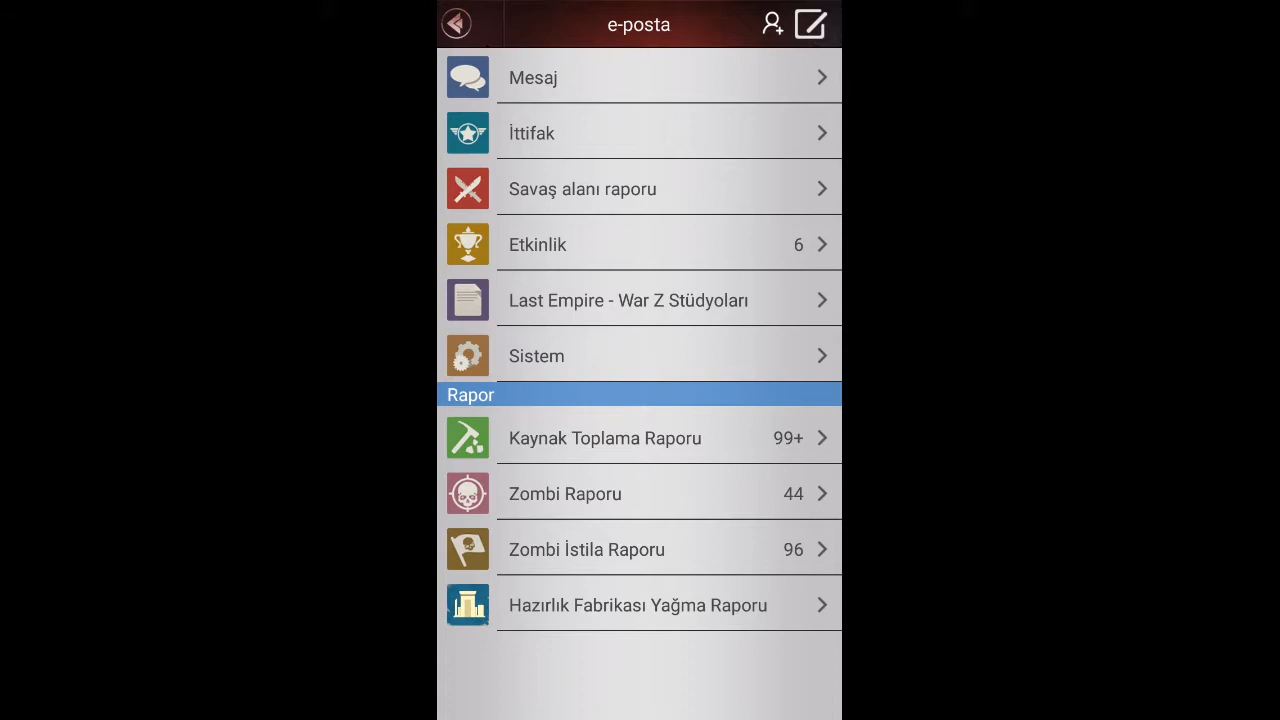 e-posta
Mesaj
İttifak
Savaş alanı raporu
Etkinlik 6
Last Empire - War Z Stüdyoları
Sistem
Rapor
Kaynak Toplama Raporu 99+
Zombi Raporu 44
Zombi İstila Raporu 96
Hazırlık Fabrikası Yağma Raporu